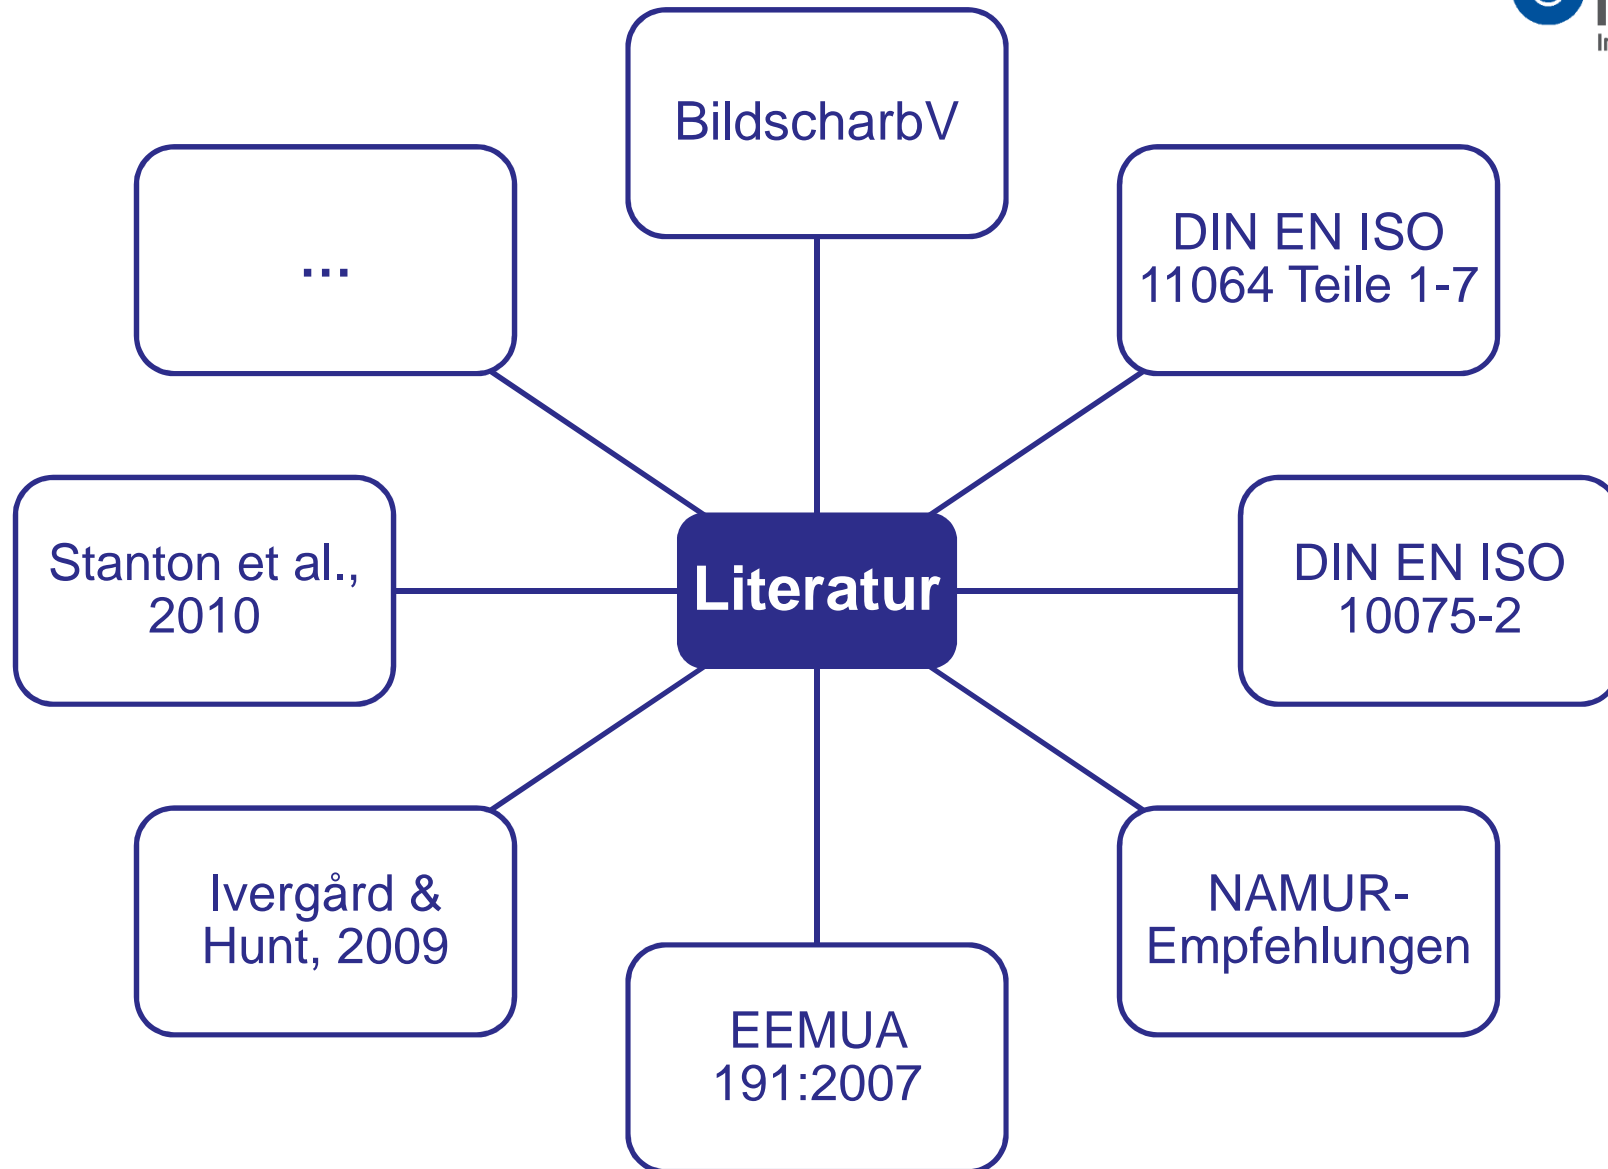 BildscharbV
...
DIN EN ISO
11064 Teile 1-7
Stanton et al.,
2010
Literatur
DIN EN ISO
10075-2
Ivergård &
Hunt, 2009
NAMUR-
Empfehlungen
EEMUA
191:2007